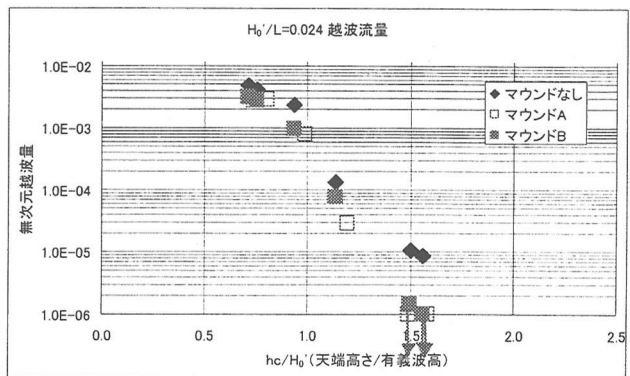 H₀'/L=0.024 越波流量
無次元越波量
1.0E-02
1.0E-03
1.0E-04
1.0E-05
1.0E-06
◆ マウンドなし
マウンドA
マウンドB
0.0 0.5 1.0 1.5 2.0 2.5
hc/H₀'(天端高さ/有義波高)